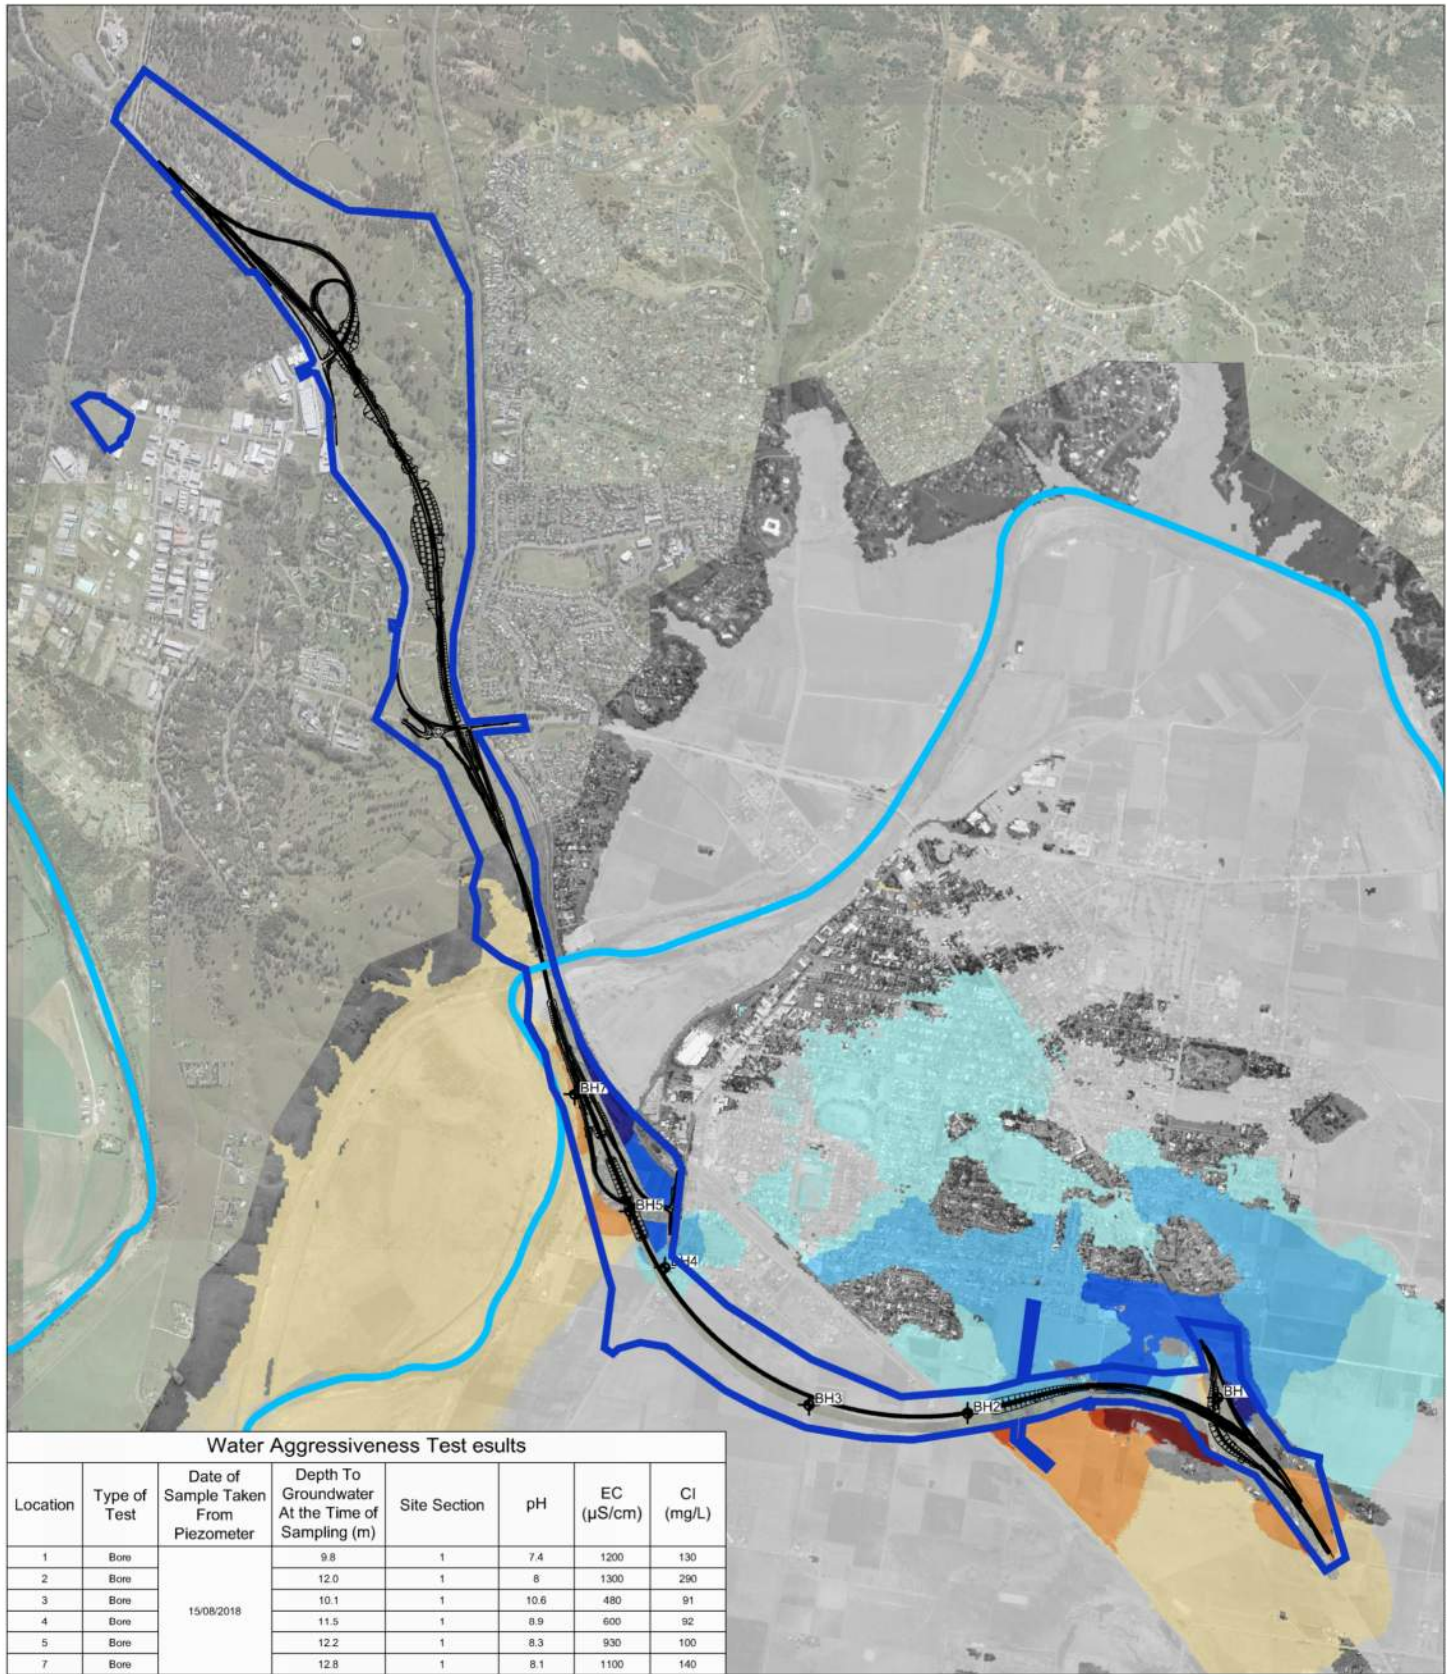 BH7
BH5
BH4
BH3
BH2
BH
Water Aggressiveness Test esults
Location Type of Test Date of Sample Taken From Piezometer Depth To Groundwater At the Time of Sampling (m) Site Section pH EC (µS/cm) Cl (mg/L)
1 Bore 15/08/2018 9.8 1 7.4 1200 130
2 Bore 12.0 1 8 1300 290
3 Bore 10.1 1 10.6 480 91
4 Bore 11.5 1 8.9 600 92
5 Bore 12.2 1 8.3 930 100
7 Bore 12.8 1 8.1 1100 140